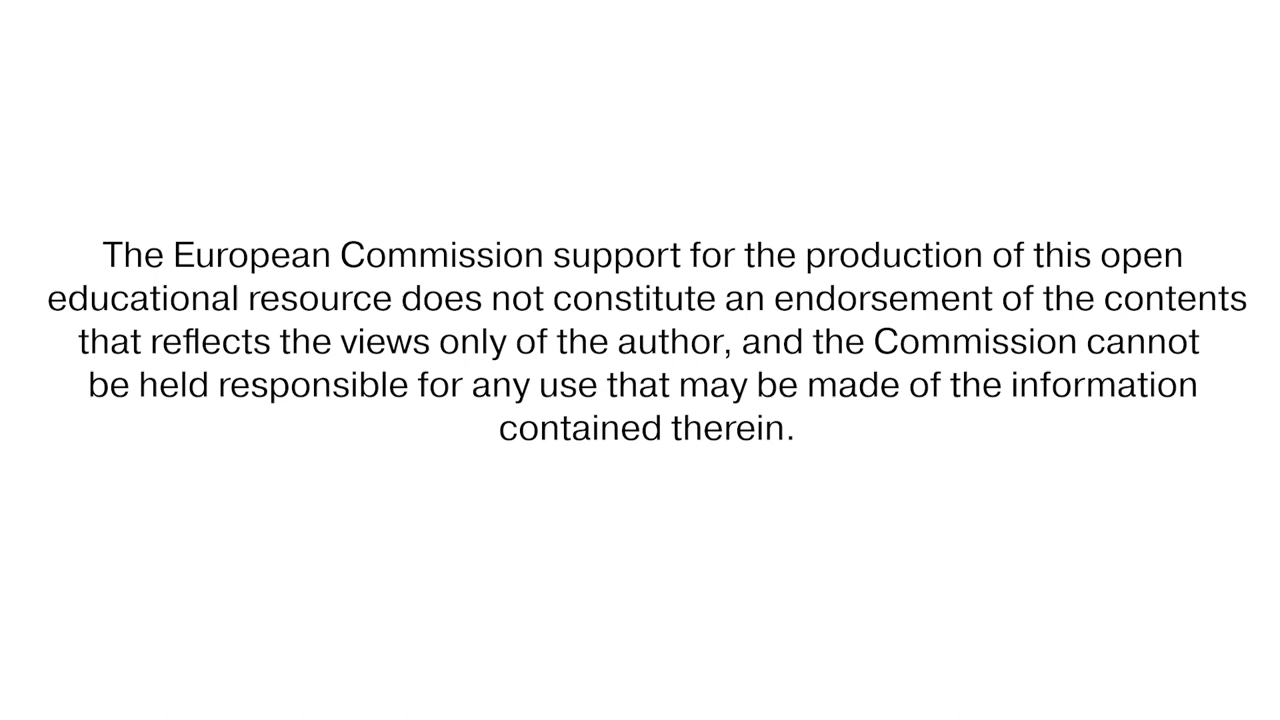 The European Commission support for the production of this open
educational resource does not constitute an endorsement of the contents
that reflects the views only of the author, and the Commission cannot
be held responsible for any use that may be made of the information
contained therein.